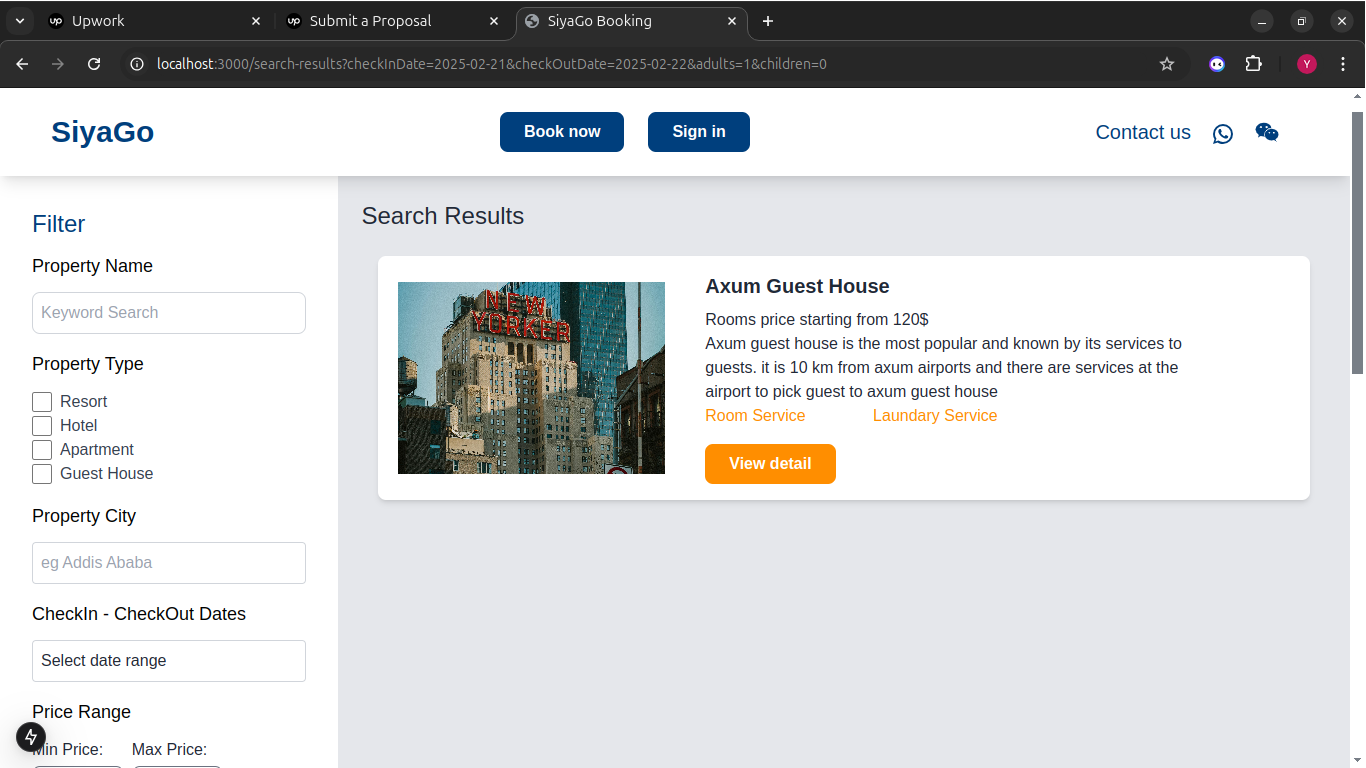 Upwork
Submit a Proposal
SiyaGo Booking
localhost:3000/search-results?checkInDate=2025-02-21&checkOutDate=2025-02-22&adults=1&children=0
Y
SiyaGo
Book now
Sign in
Contact us
Filter
Property Name
Keyword Search
Property Type
Resort
Hotel
Apartment
Guest House
Property City
eg Addis Ababa
CheckIn - CheckOut Dates
Select date range
Price Range
Min Price:
Max Price:
Search Results
NEW
YORKER
Axum Guest House
Rooms price starting from 120$
Axum guest house is the most popular and known by its services to
guests. it is 10 km from axum airports and there are services at the
airport to pick guest to axum guest house
Room Service
Laundary Service
View detail